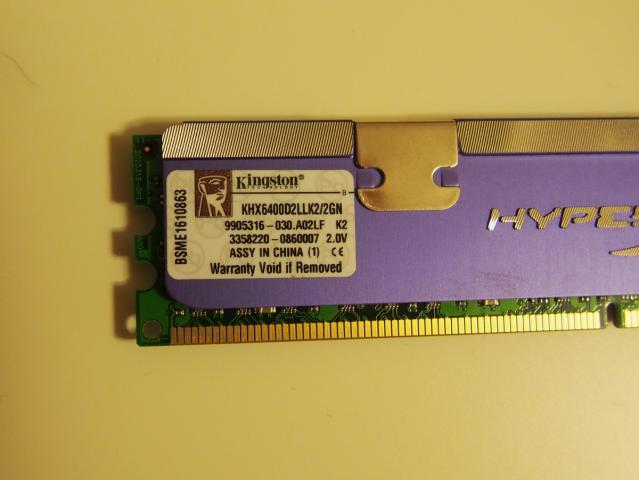 Kingston
TECHNOLOGY
B
KHX6400D2LLK2/2GN
9905316-030.A02LF K2
3358220-0860007 2.0V
ASSY IN CHINA (1) CE
Warranty Void if Removed
BSME1610863
HYPE